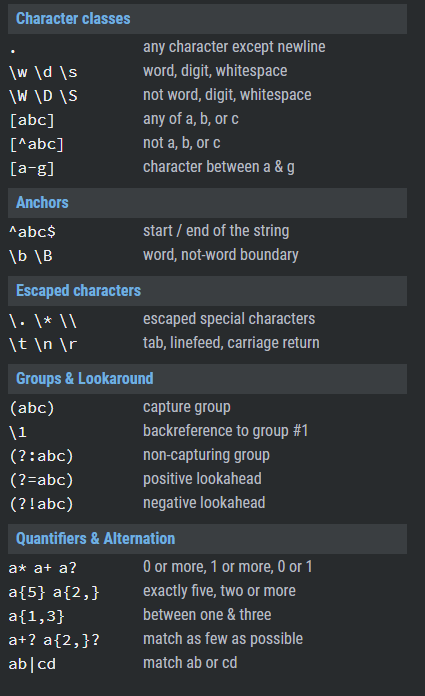 Character classes
. any character except newline
\w \d \s word, digit, whitespace
\W \D \S not word, digit, whitespace
[abc] any of a, b, or c
[^abc] not a, b, or c
[a-g] character between a & g
Anchors
^abc$ start / end of the string
\b \B word, not-word boundary
Escaped characters
\. \* \\ escaped special characters
\t \n \r tab, linefeed, carriage return
Groups & Lookaround
(abc) capture group
\1 backreference to group #1
(?:abc) non-capturing group
(?=abc) positive lookahead
(?!abc) negative lookahead
Quantifiers & Alternation
a* a+ a? 0 or more, 1 or more, 0 or 1
a{5} a{2,} exactly five, two or more
a{1,3} between one & three
a+? a{2,}? match as few as possible
ab|cd match ab or cd